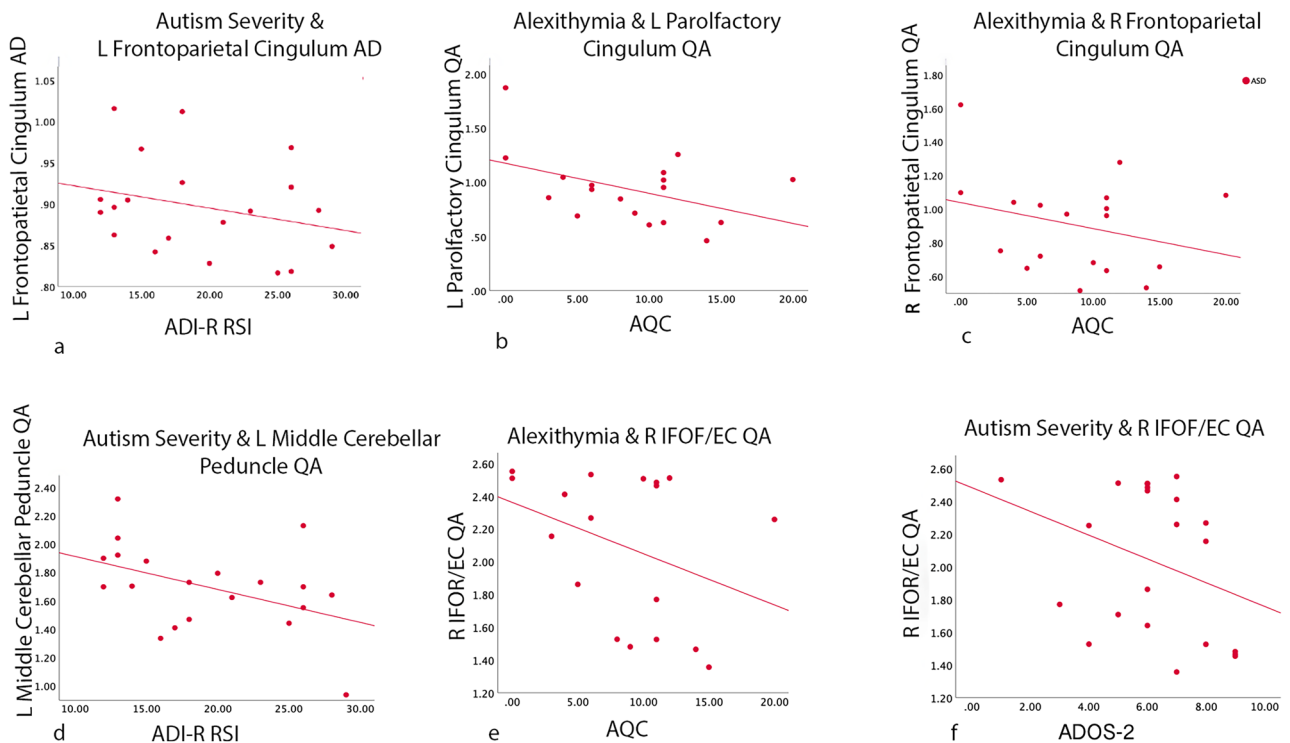 Autism Severity &
L Frontoparietal Cingulum AD
L Frontopatietal Cingulum AD
1.05
1.00
.95
.90
.85
.80
10.00 15.00 20.00 25.00 30.00
ADI-R RSI
a
Alexithymia & L Parolfactory
Cingulum QA
L Parolfactory Cinqulum QA
2.00
1.50
1.00
.50
.00
.00 5.00 10.00 15.00 20.00
AQC
b
Alexithymia & R Frontoparietal
Cingulum QA
R Frontopatietal Cingulum QA
1.80
1.60
1.40
1.20
1.00
.80
.60
.00 5.00 10.00 15.00 20.00
ASD
AQC
c
Autism Severity & L Middle Cerebellar
Peduncle QA
L Middle Cerebellar Peduncle QA
2.40
2.20
2.00
1.80
1.60
1.40
1.20
1.00
10.00 15.00 20.00 25.00 30.00
ADI-R RSI
d
Alexithymia & R IFOF/EC QA
R IFOR/EC QA
2.60
2.40
2.20
2.00
1.80
1.60
1.40
1.20
.00 5.00 10.00 15.00 20.00
AQC
e
Autism Severity & R IFOF/EC QA
R IFOR/EC QA
2.60
2.40
2.20
2.00
1.80
1.60
1.40
1.20
.00 2.00 4.00 6.00 8.00 10.00
ADOS-2
f